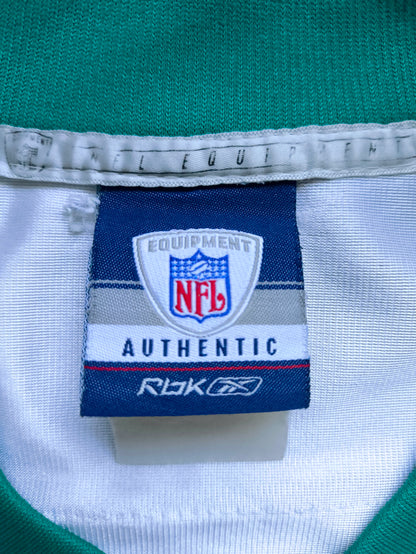 NFL EQUIPMENT
EQUIPMENT
NFL
AUTHENTIC
Rbk